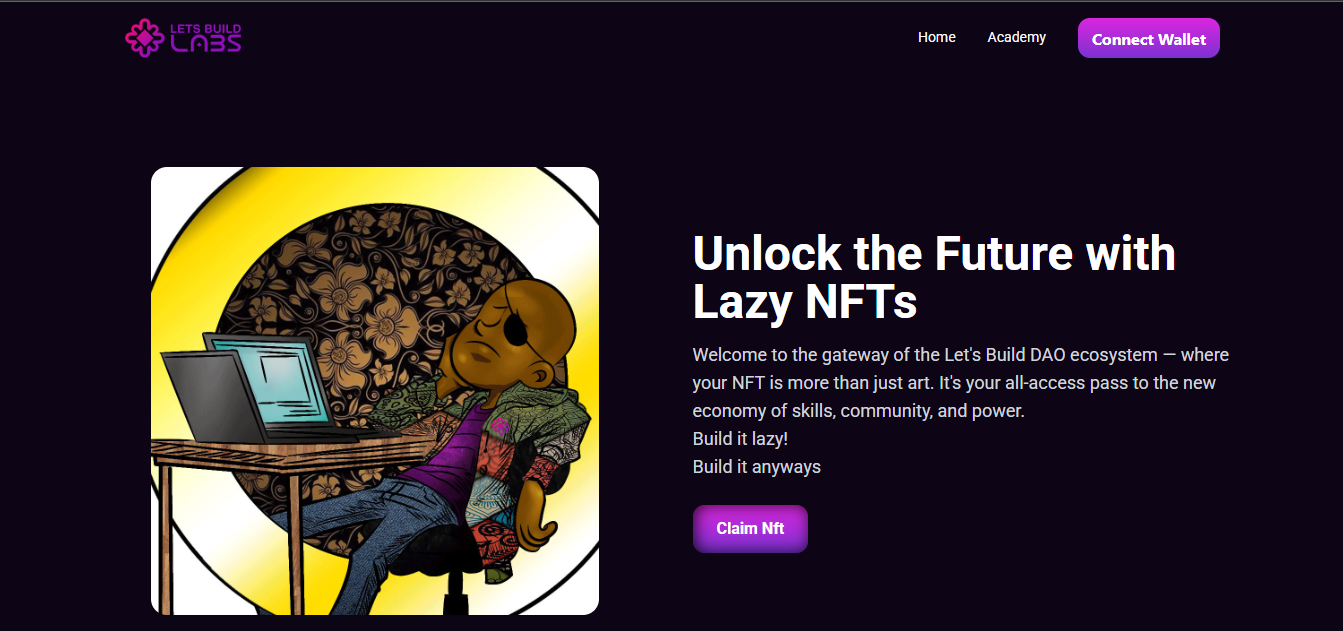 LETS BUILD
LABS
Home
Academy
Connect Wallet
Unlock the Future with
Lazy NFTs
Welcome to the gateway of the Let's Build DAO ecosystem — where
your NFT is more than just art. It's your all-access pass to the new
economy of skills, community, and power.
Build it lazy!
Build it anyways
Claim Nft